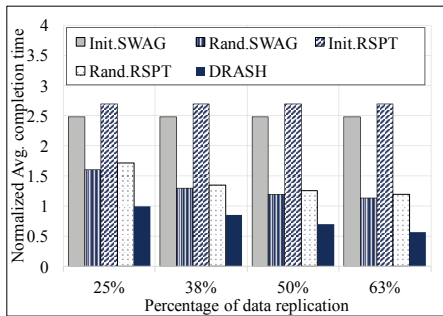 Normalized Avg. completion time
4
3.5
3
2.5
2
1.5
1
0.5
0
Init.SWAG Rand.SWAG Init.RSPT
Rand.RSPT DRASH
25% 38% 50% 63%
Percentage of data replication